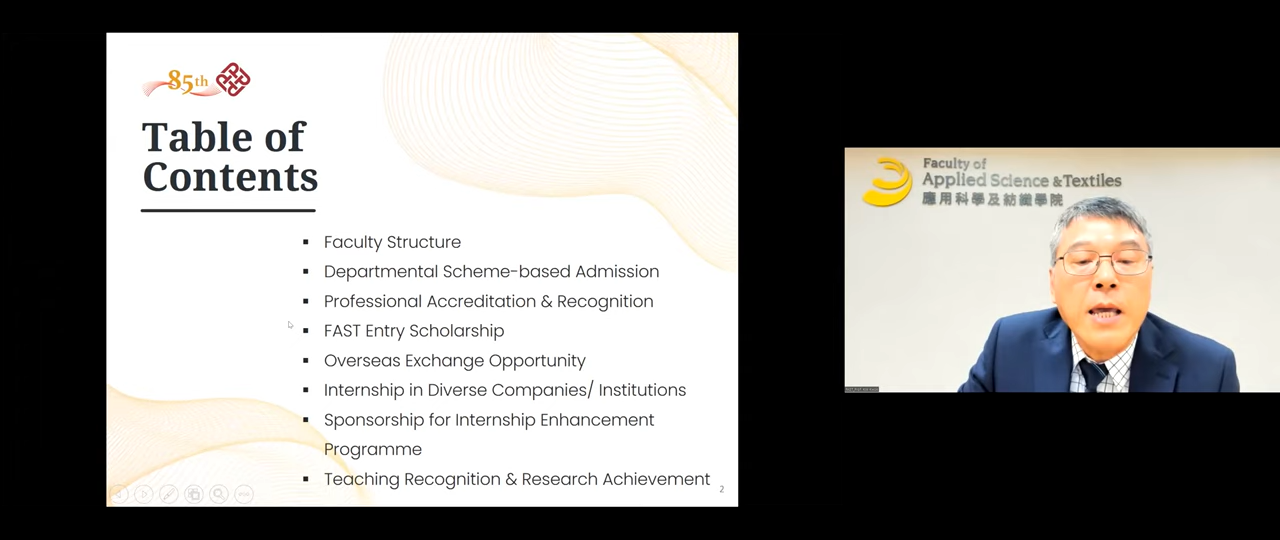 85th
Table of
Contents
▪ Faculty Structure
▪ Departmental Scheme-based Admission
▪ Professional Accreditation & Recognition
▪ FAST Entry Scholarship
▪ Overseas Exchange Opportunity
▪ Internship in Diverse Companies/ Institutions
▪ Sponsorship for Internship Enhancement
Programme
▪ Teaching Recognition & Research Achievement
2
Faculty of
Applied Science & Textiles
應用科學及紡織學院